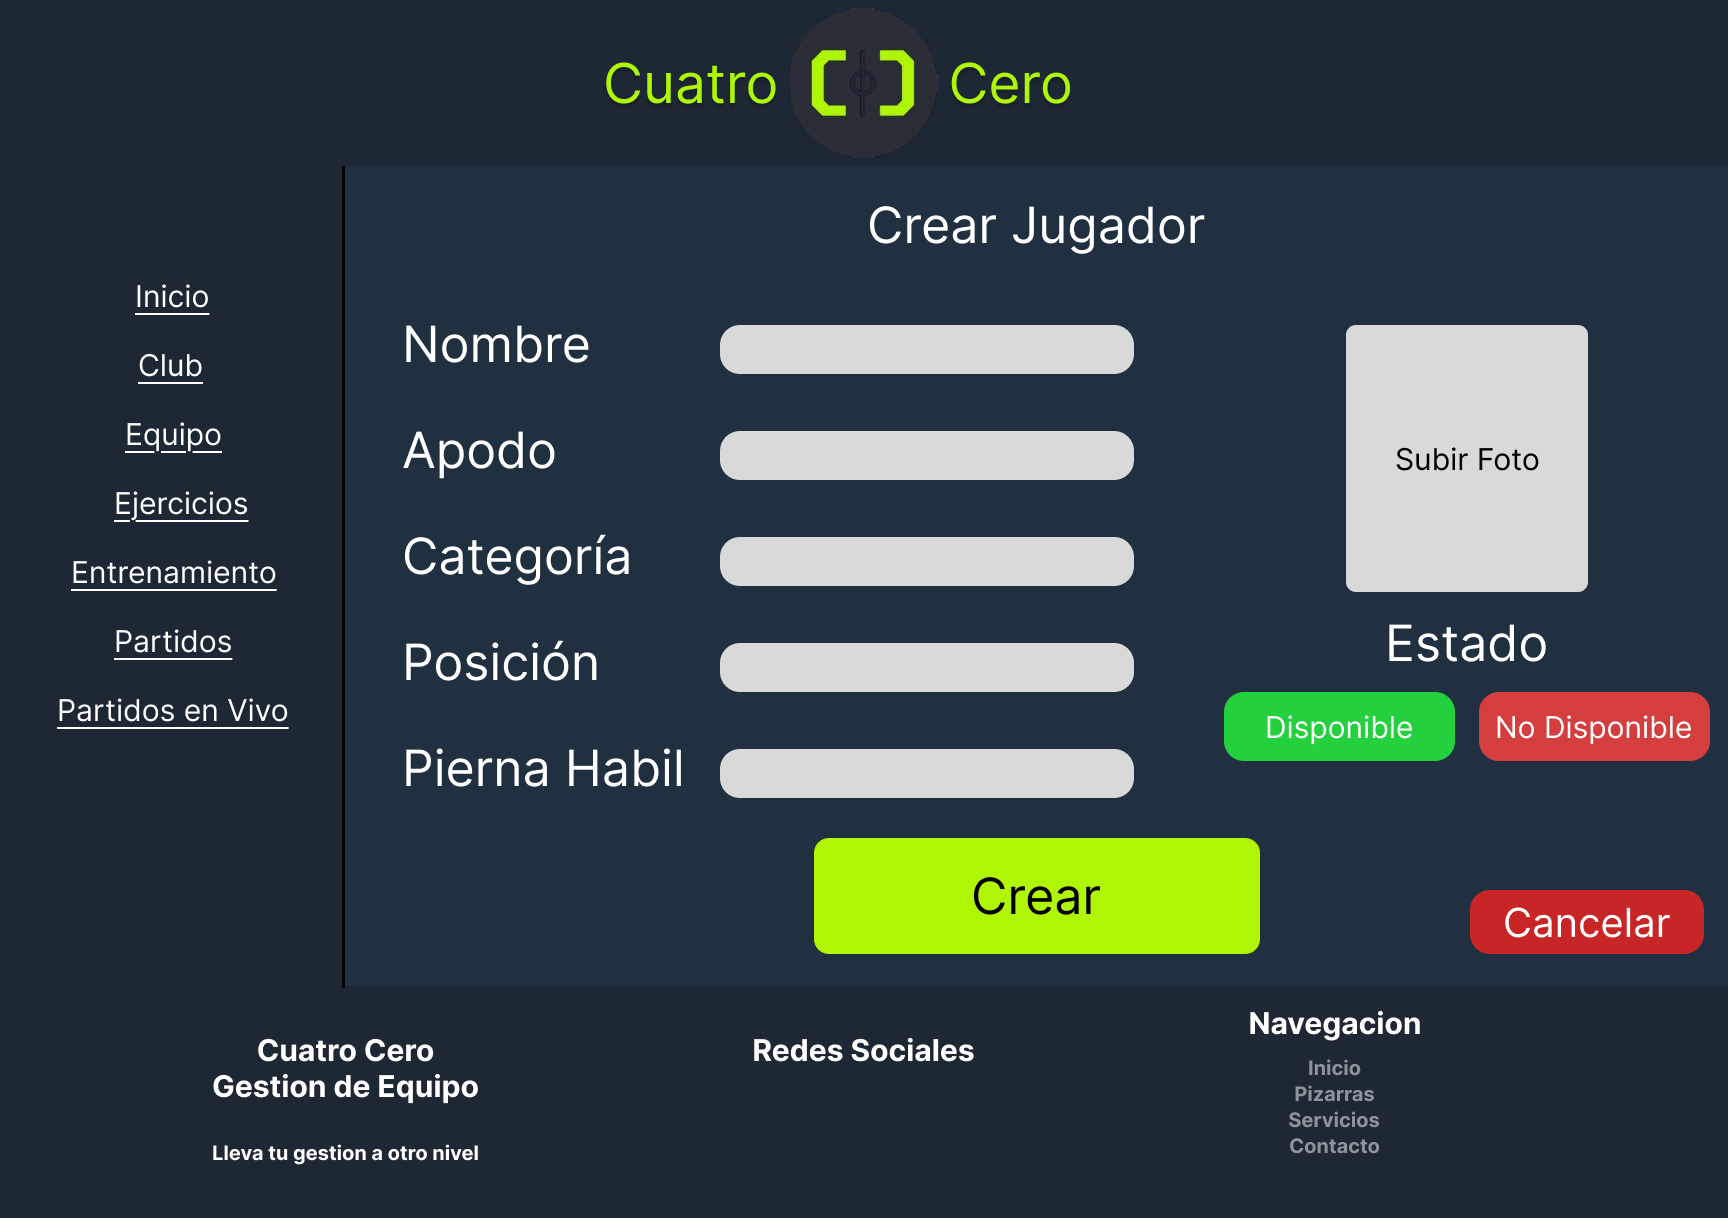 Cuatro Cero
Crear Jugador
Inicio
Club
Equipo
Ejercicios
Entrenamiento
Partidos
Partidos en Vivo
Nombre
Apodo
Categoría
Posición
Pierna Habil
Subir Foto
Estado
Disponible
No Disponible
Crear
Cancelar
Cuatro Cero
Gestion de Equipo
Lleva tu gestion a otro nivel
Redes Sociales
Navegacion
Inicio
Pizarras
Servicios
Contacto